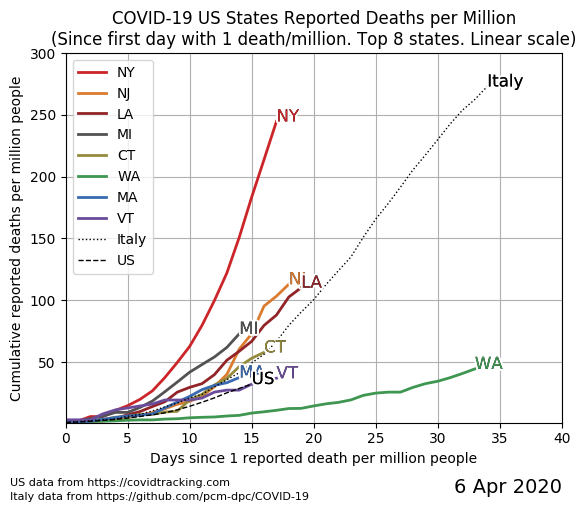 COVID-19 US States Reported Deaths per Million
(Since first day with 1 death/million. Top 8 states. Linear scale)
Cumulative reported deaths per million people
300
250
200
150
100
50
NY
NJ
LA
MI
CT
WA
MA
VT
Italy
US
Italy
NY
LA
MI
CT
WA
US
VT
0
5
10
15
20
25
30
35
40
Days since 1 reported death per million people
US data from https://covidtracking.com
Italy data from https://github.com/pcm-dpc/COVID-19
6 Apr 2020